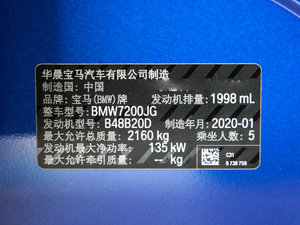 华晨宝马汽车有限公司制造
制造国：中国
品牌：宝马(BMW)牌 发动机排量：1998 mL
整车型号：BMW7200JG
发动机型号：B48B20D 制造年月：2020-01
最大允许总质量：2160 kg 乘坐人数：5
发动机最大净功率：135 kW
最大允许牵引质量：-- kg
C31
8 738 756